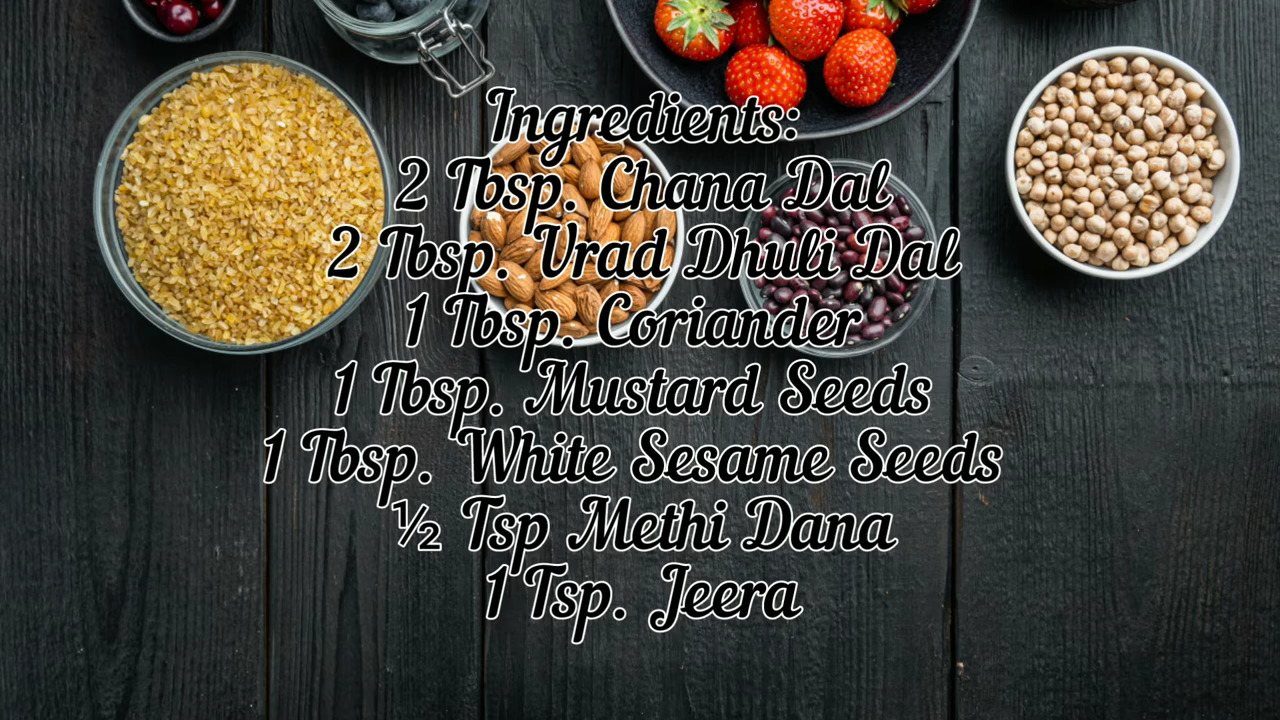 Ingredients:
2 Tbsp. Chana Dal
2 Tbsp. Urad Dhuli Dal
1 Tbsp. Coriander
1 Tbsp. Mustard Seeds
1 Tbsp. White Sesame Seeds
½ Tsp Methi Dana
1 Tsp. Jeera